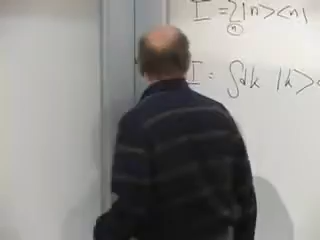 I = Σ |n><n|
{n}
I = ∫dk |k><